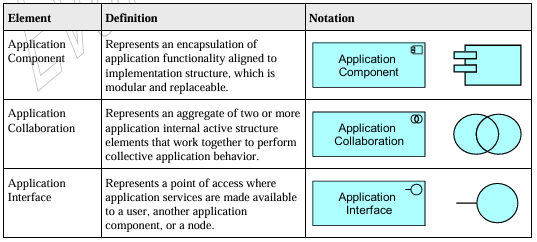 Element Definition Notation
Application
Component
Represents an encapsulation of
application functionality aligned to
implementation structure, which is
modular and replaceable.
Application
Component
Application
Collaboration
Represents an aggregate of two or more
application internal active structure
elements that work together to perform
collective application behavior.
Application
Collaboration
Application
Interface
Represents a point of access where
application services are made available
to a user, another application
component, or a node.
Application
Interface